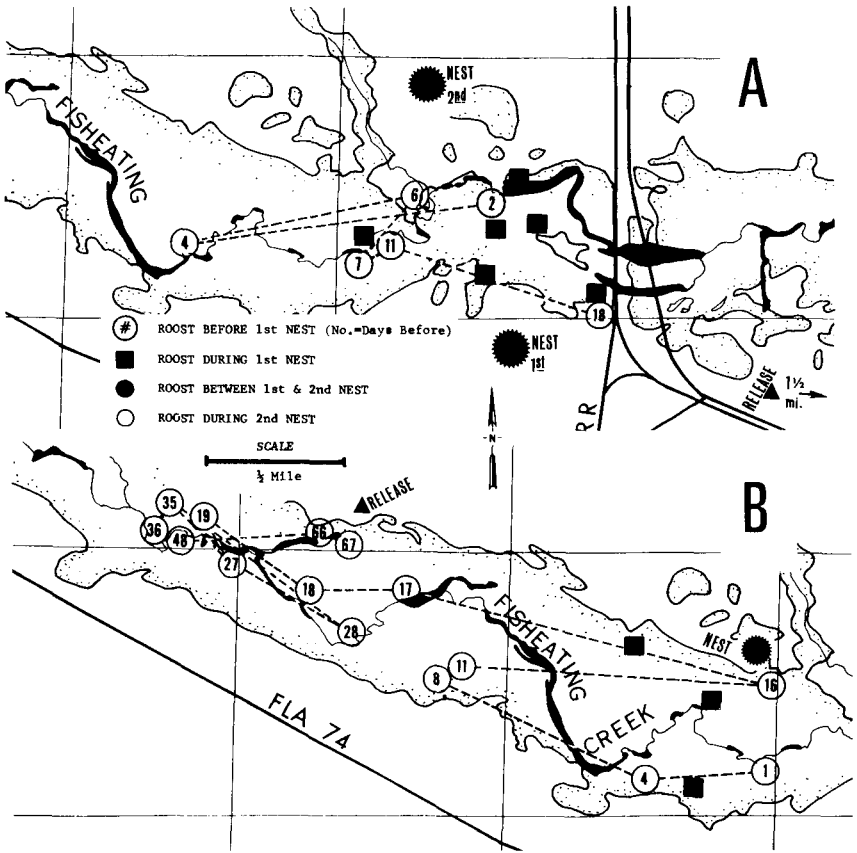 A
NEST
2nd
FISHEATING
6
2
4
11
7
18
# ROOST BEFORE 1st NEST (No.=Days Before)
ROOST DURING 1st NEST
ROOST BETWEEN 1st & 2nd NEST
ROOST DURING 2nd NEST
NEST
1st
RR
RELEASE
1½
mi.
SCALE
½ Mile
N
B
35
19
RELEASE
36
48
66
67
27
18
17
28
FISHEATING
CREEK
NEST
8
11
16
4
1
FLA 74